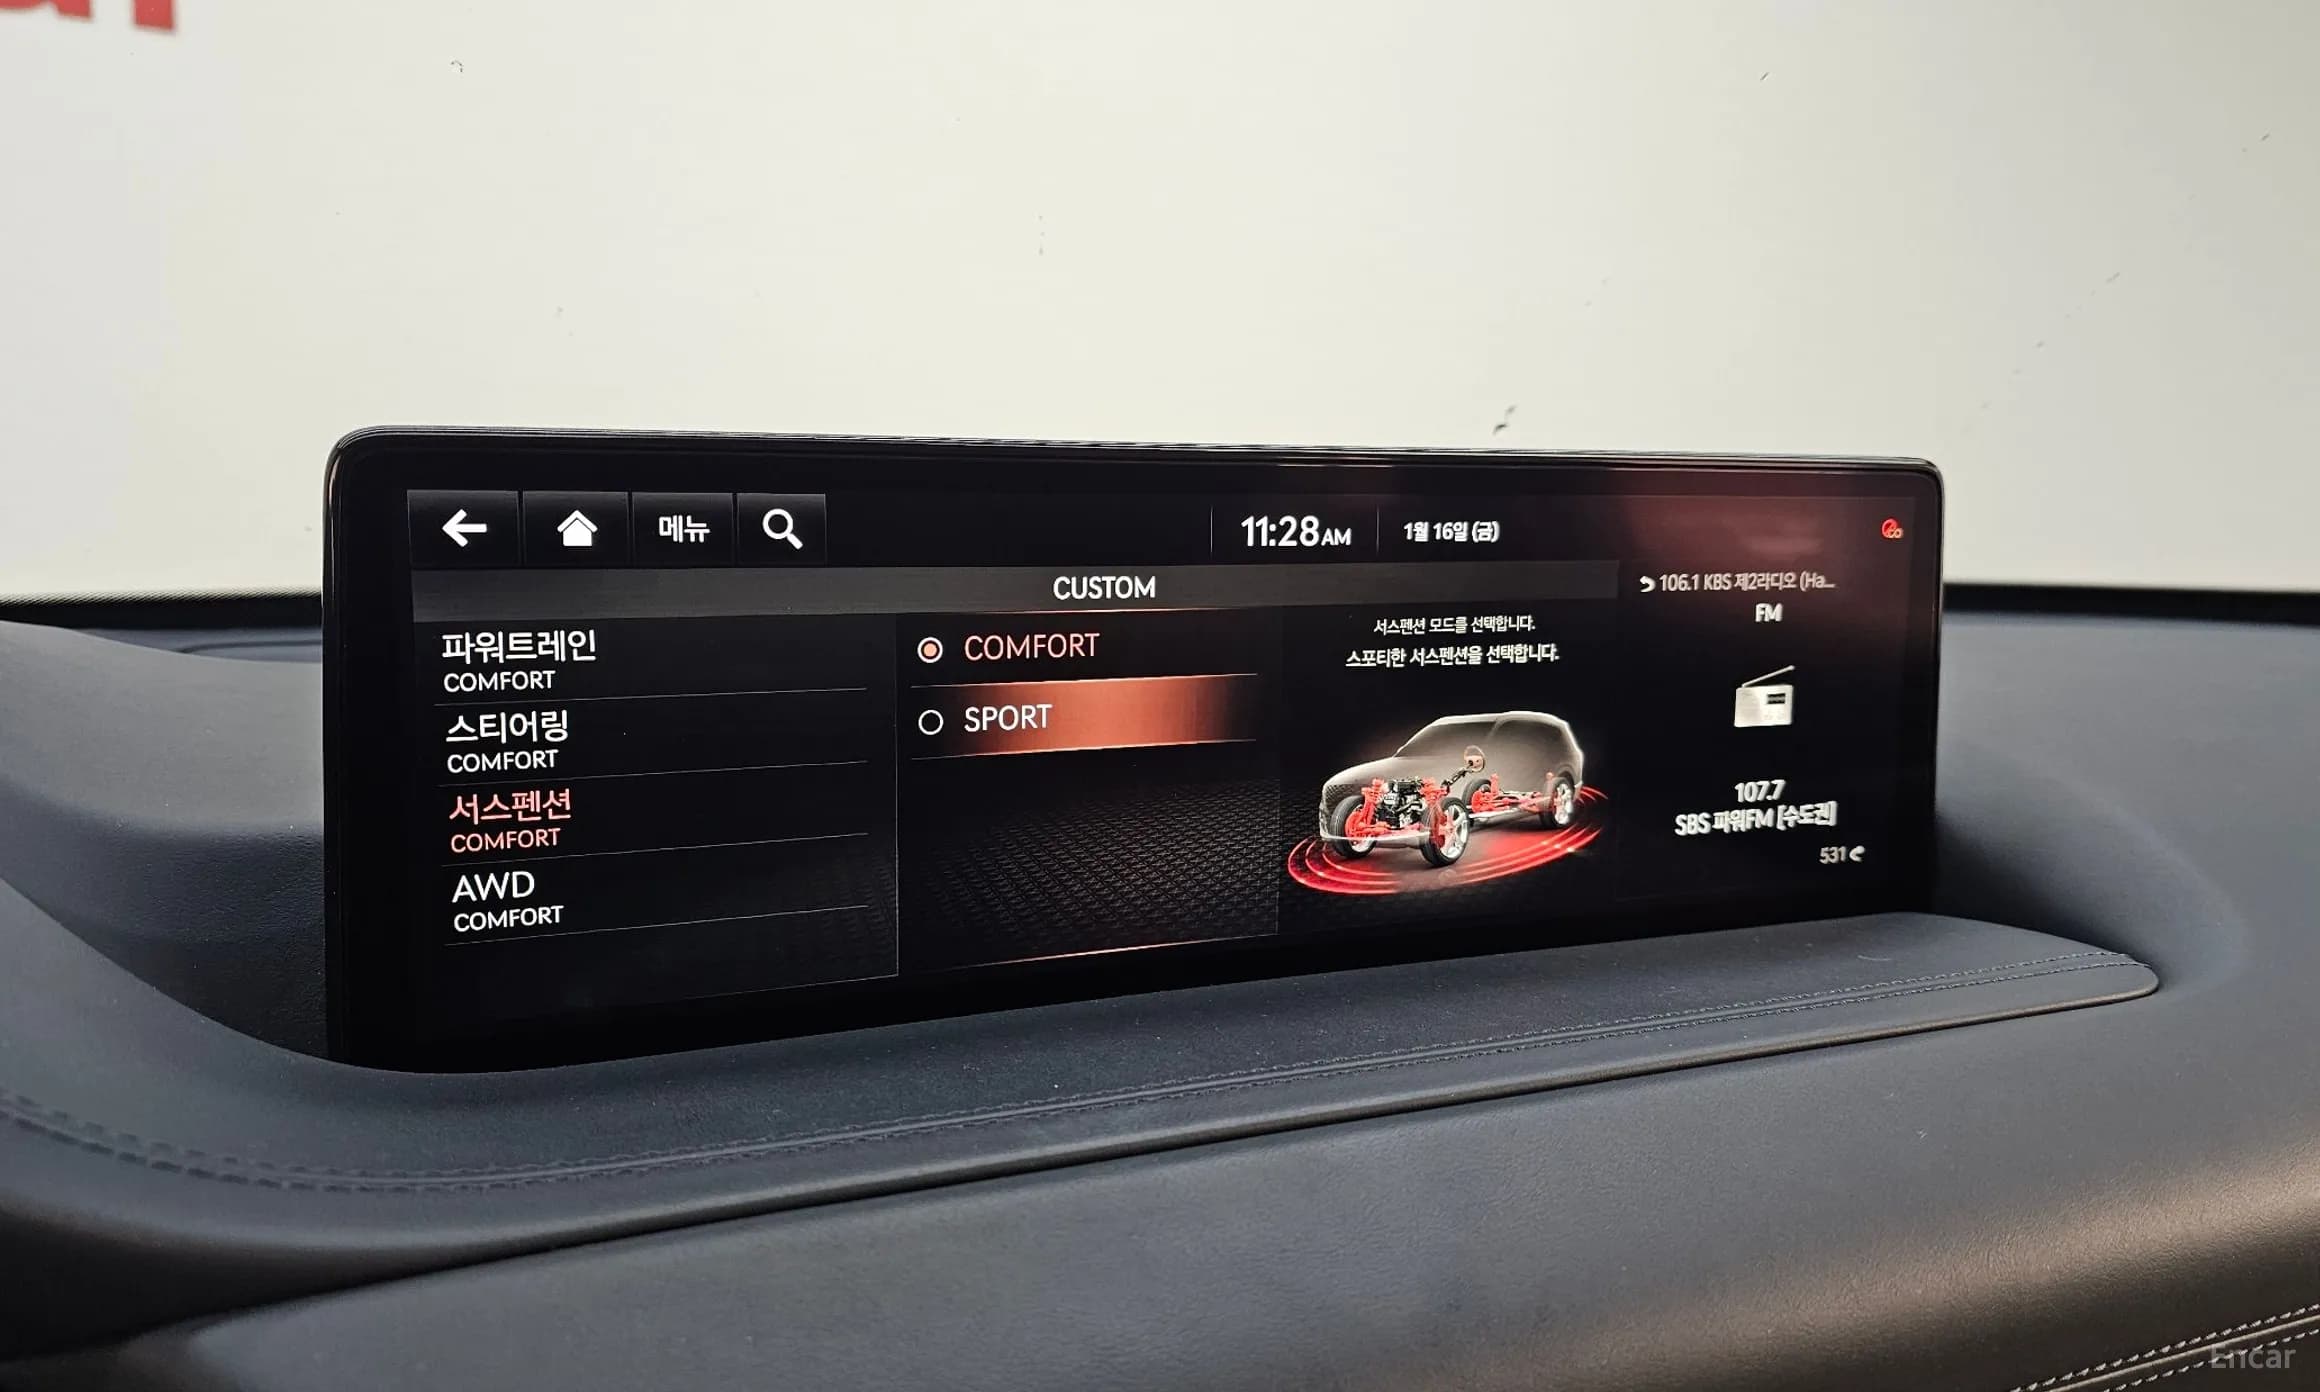 메뉴
11:28 AM
1월 16일 (금)
CUSTOM
파워트레인
COMFORT
스티어링
COMFORT
서스펜션
COMFORT
AWD
COMFORT
COMFORT
SPORT
서스펜션 모드를 선택합니다.
스포티한 서스펜션을 선택합니다.
106.1 KBS 제2라디오 (Ha...
FM
107.7
SBS 파워FM [수도권]
531
Encar